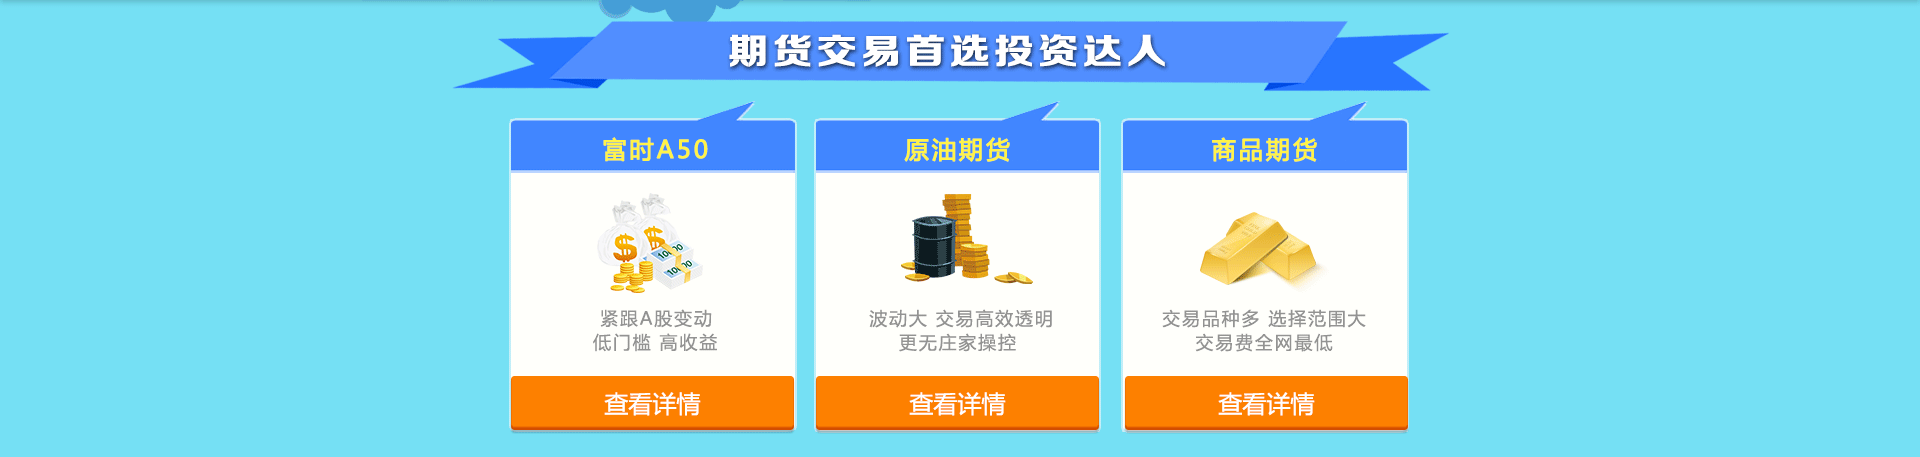 期货交易首选投资达人
富时A50
紧跟A股变动
低门槛 高收益
查看详情
原油期货
波动大 交易高效透明
更无庄家操控
查看详情
商品期货
交易品种多 选择范围大
交易费全网最低
查看详情